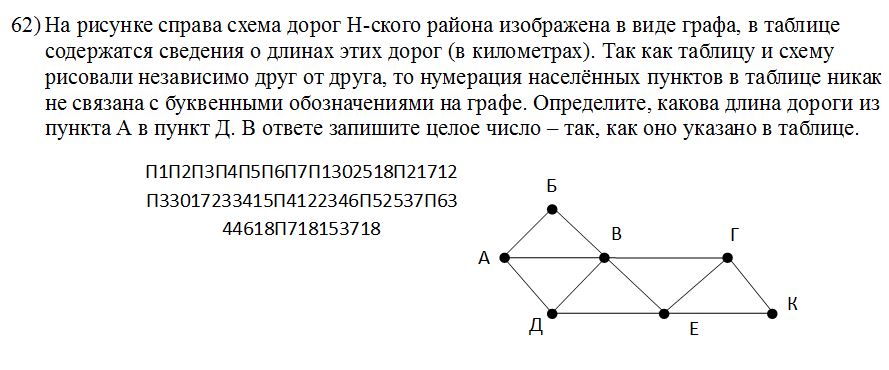 62) На рисунке справа схема дорог Н-ского района изображена в виде графа, в таблице
содержатся сведения о длинах этих дорог (в километрах). Так как таблицу и схему
рисовали независимо друг от друга, то нумерация населённых пунктов в таблице никак
не связана с буквенными обозначениями на графе. Определите, какова длина дороги из
пункта А в пункт Д. В ответе запишите целое число – так, как оно указано в таблице.
П1П2П3П4П5П6П7П1302518П21712
П33017233415П4122346П52537П63
44618П718153718
Б
В
Г
А
К
Д
Е